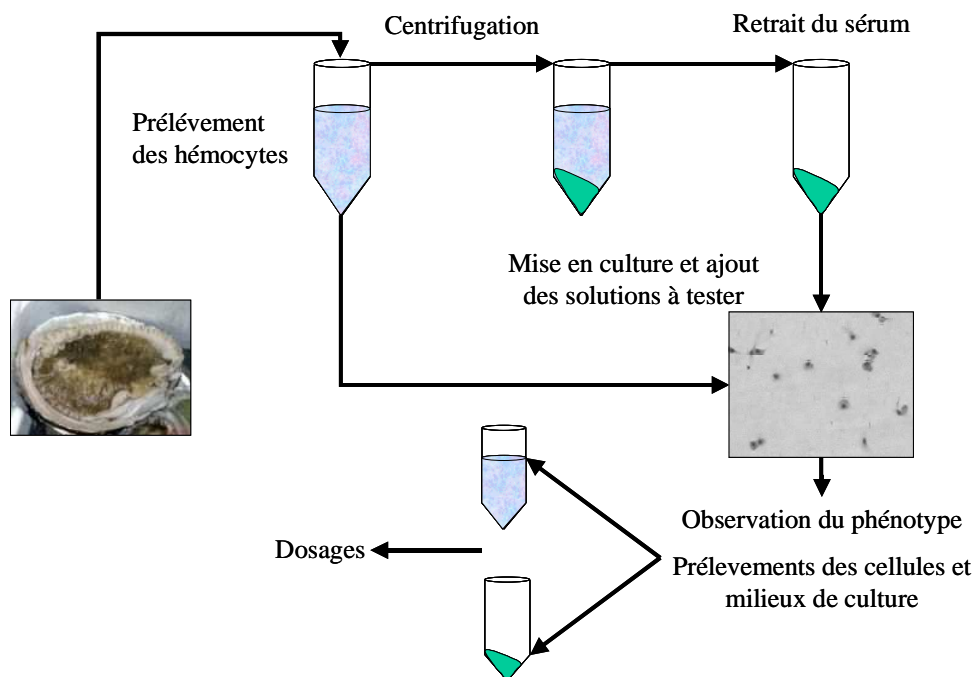 Centrifugation
Retrait du sérum
Prélévement
des hémocytes
Mise en culture et ajout
des solutions à tester
Observation du phénotype
Dosages
Prélevements des cellules et
milieux de culture